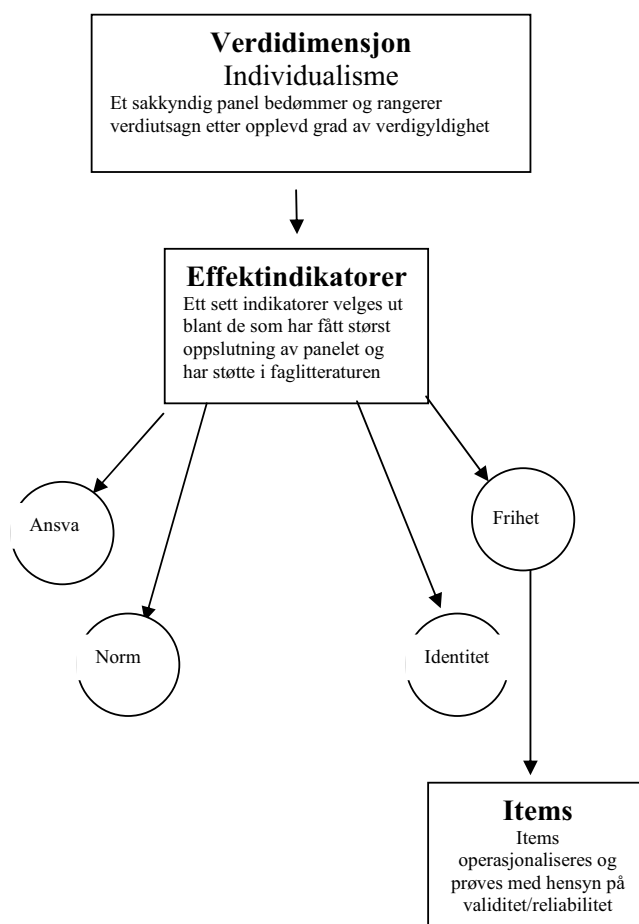 Verdidimensjon
Individualisme
Et sakkyndig panel bedømmer og rangerer
verdiutsagn etter opplevd grad av verdigyldighet
Effektindikatorer
Ett sett indikatorer velges ut
blant de som har fått størst
oppslutning av panelet og
har støtte i faglitteraturen
Ansva
Frihet
Norm
Identitet
Items
Items
operasjonaliseres og
prøves med hensyn på
validitet/reliabilitet